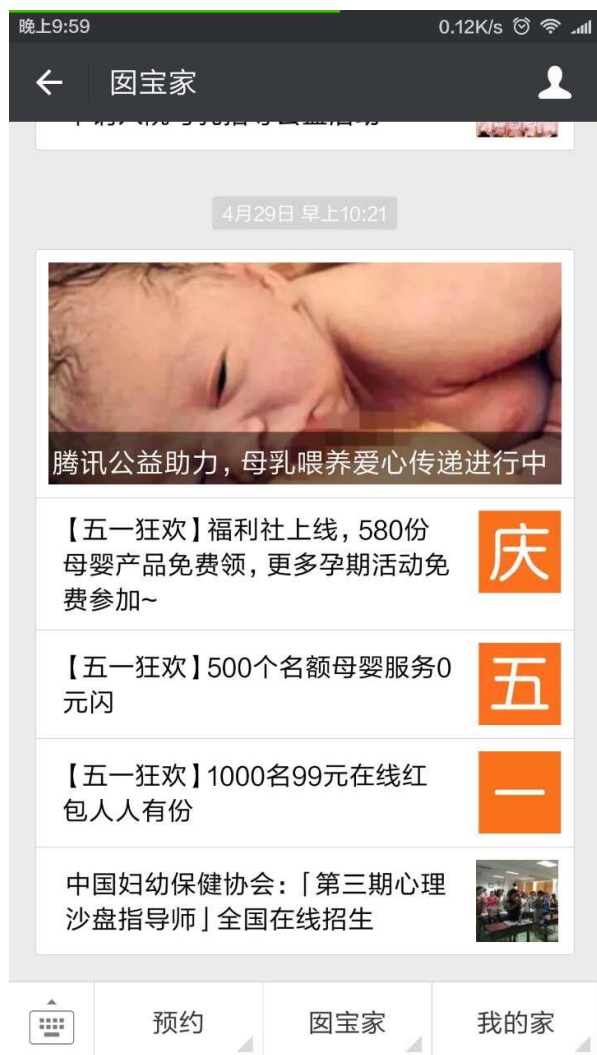 晚上9:59
0.12K/s
囡宝家
4月29日 早上10:21
腾讯公益助力，母乳喂养爱心传递进行中
【五一狂欢】福利社上线，580份
母婴产品免费领，更多孕期活动免
费参加~
庆
【五一狂欢】500个名额母婴服务0
元闪
五
【五一狂欢】1000名99元在线红
包人人有份
一
中国妇幼保健协会：「第三期心理
沙盘指导师」全国在线招生
预约
囡宝家
我的家